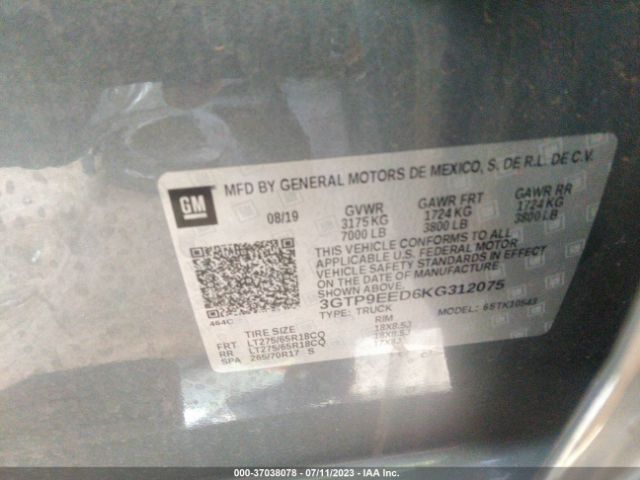 GM
MFD BY GENERAL MOTORS DE MEXICO, S. DE R.L. DE C.V.
08/19 GVWR GAWR FRT GAWR RR
3175 KG 1724 KG 1724 KG
7000 LB 3800 LB 3800 LB
THIS VEHICLE CONFORMS TO ALL
APPLICABLE U.S. FEDERAL MOTOR
VEHICLE SAFETY STANDARDS IN EFFECT
ON THE DATE OF MANUFACTURE
SHOWN ABOVE.
3GTP9EED6KG312075
TYPE: TRUCK MODEL: 6STK10543
464C
TIRE SIZE RIM
FRT LT275/65R18CQ 18X8.5J
RR LT275/65R18CQ 18X8.5J
SPA 265/70R17 S
000-37038078 - 07/11/2023 - IAA Inc.